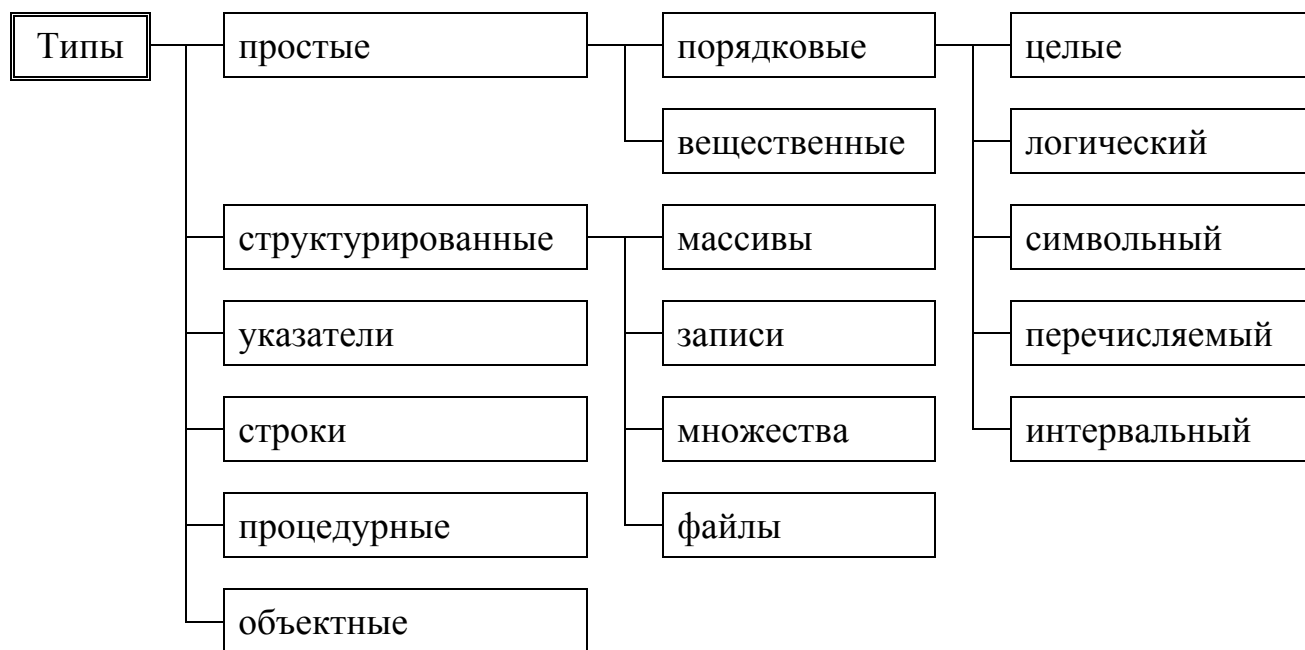 Типы
простые
порядковые
целые
вещественные
логический
структурированные
массивы
символьный
указатели
записи
перечисляемый
строки
множества
интервальный
процедурные
файлы
объектные